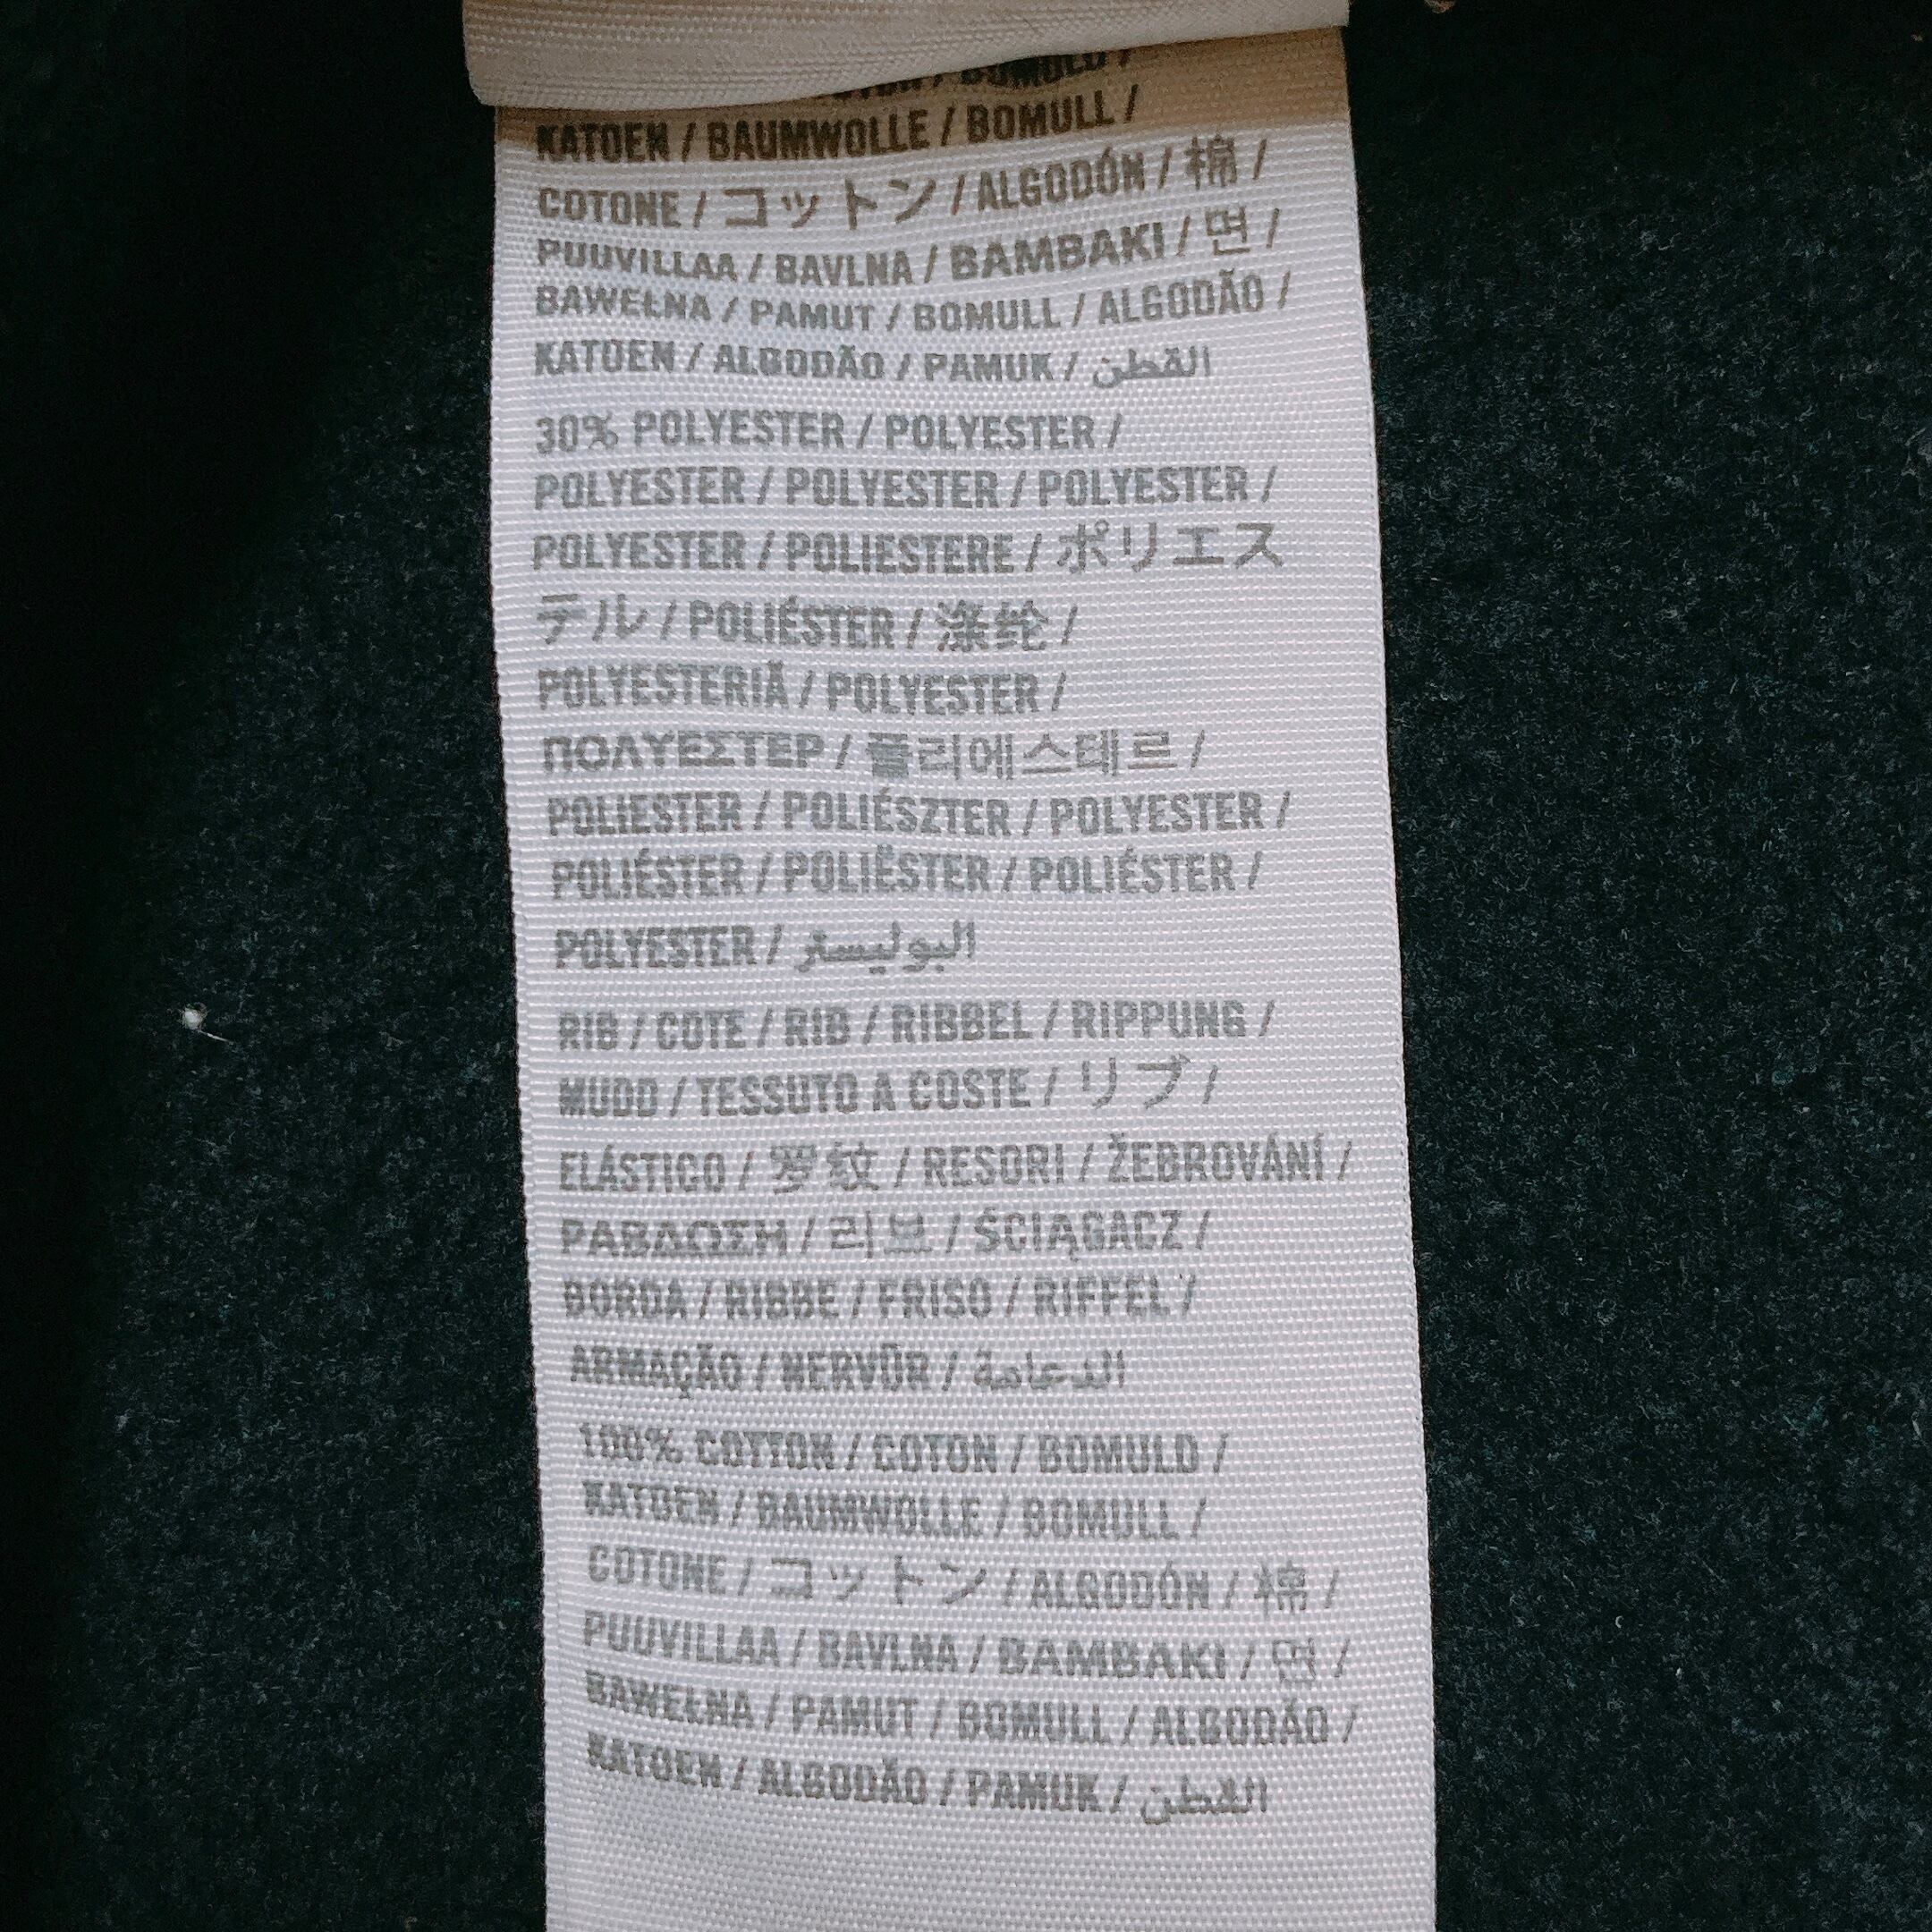 KATOEN / BAUMWOLLE / BOMULL /
COTONE / コットン / ALGODÓN / 棉 /
PUUVILLAA / BAVLNA / BAMBAKI / 면 /
BAWEŁNA / PAMUT / BOMULL / ALGODÃO /
KATOEN / ALGODÃO / PAMUK / القطن
30% POLYESTER / POLYESTER /
POLYESTER / POLYESTER / POLYESTER /
POLYESTER / POLIESTERE / ポリエス
テル / POLIÉSTER / 涤纶 /
POLYESTERIÄ / POLYESTER /
ΠΟΛΥΕΣΤΕΡ / 폴리에스테르 /
POLIESTER / POLIÉSZTER / POLYESTER /
POLIÉSTER / POLIËSTER / POLIÉSTER /
POLYESTER / البوليستر
RIB / COTE / RIB / RIBBEL / RIPPUNG /
MUDD / TESSUTO A COSTE / リブ /
ELÁSTICO / 罗纹 / RESORI / ŽEBROVÁNÍ /
ΡΑΒΔΩΣΗ / 리브 / ŚCIĄGACZ /
BORDA / RIBBE / FRISO / RIFFEL /
ARMAÇÃO / NERVÜR / الدعامة
100% COTTON / COTON / BOMULD /
KATOEN / BAUMWOLLE / BOMULL /
COTONE / コットン / ALGODÓN / 棉 /
PUUVILLAA / BAVLNA / BAMBAKI / 면 /
BAWEŁNA / PAMUT / BOMULL / ALGODÃO /
KATOEN / ALGODÃO / PAMUK / القطن